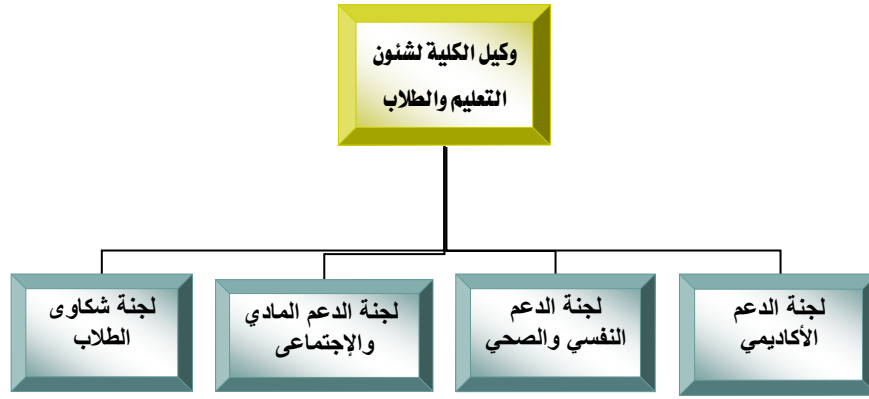 وكيل الكلية لشئون
التعليم والطلاب
لجنة الدعم
الأكاديمي
لجنة الدعم
النفسي والصحي
لجنة الدعم المادي
والإجتماعى
لجنة شكاوى
الطلاب